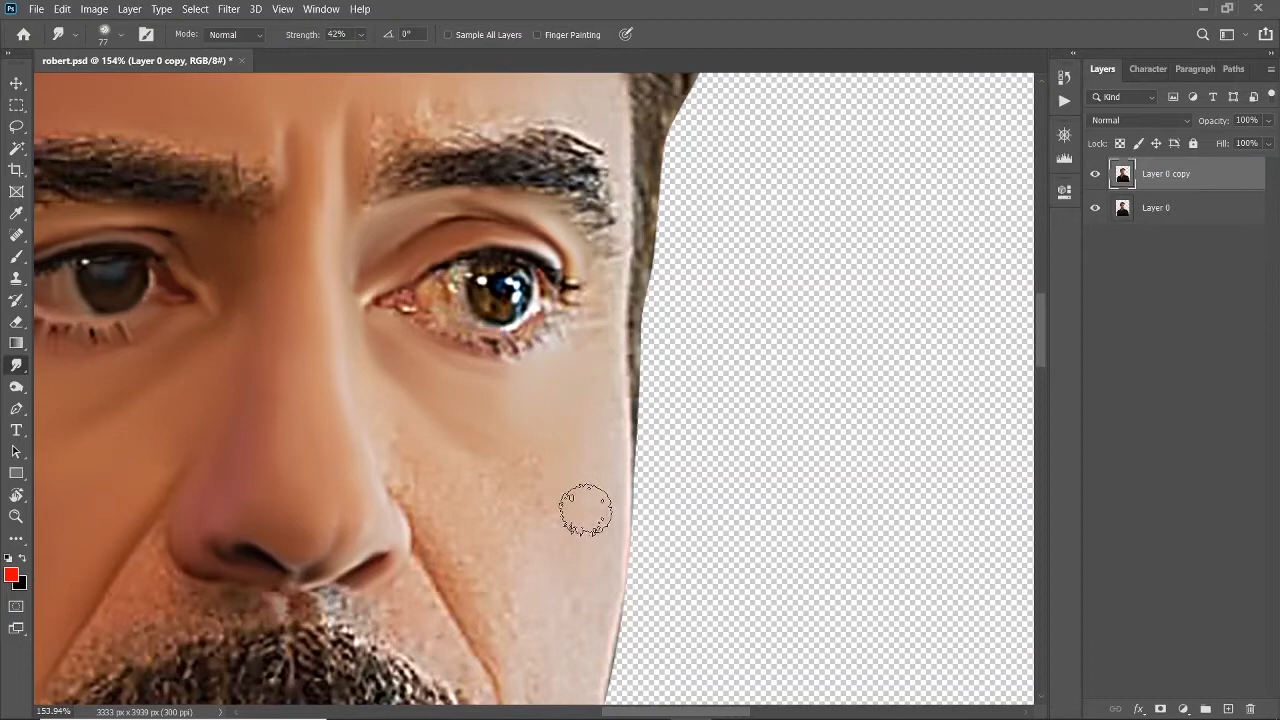 Ps File Edit Image Layer Type Select Filter 3D View Window Help
77 Mode: Normal Strength: 42% 0° Sample All Layers Finger Painting
robert.psd @ 154% (Layer 0 copy, RGB/8#) * ×
Layers Character Paragraph Paths
Kind
Normal Opacity: 100%
Lock: Fill: 100%
Layer 0 copy
Layer 0
153.94% 3333 px x 3939 px (300 ppi)